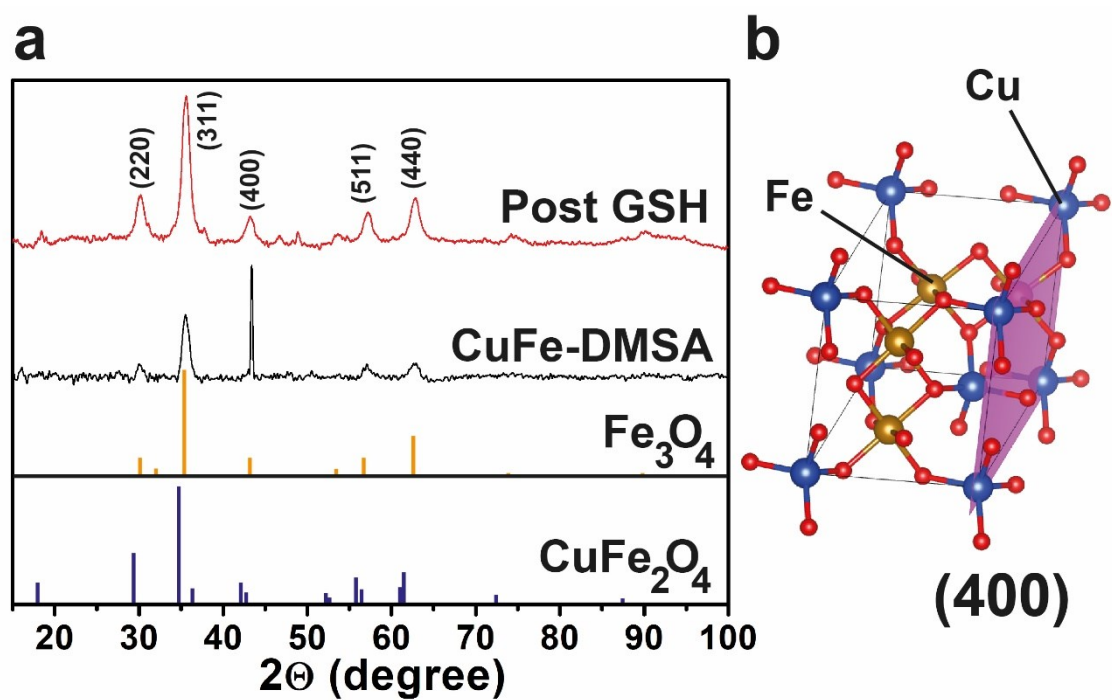 a
b
(220)
(311)
(400)
(511)
(440)
Post GSH
CuFe-DMSA
Fe₃O₄
CuFe₂O₄
20 30 40 50 60 70 80 90 100
2Θ (degree)
Cu
Fe
(400)